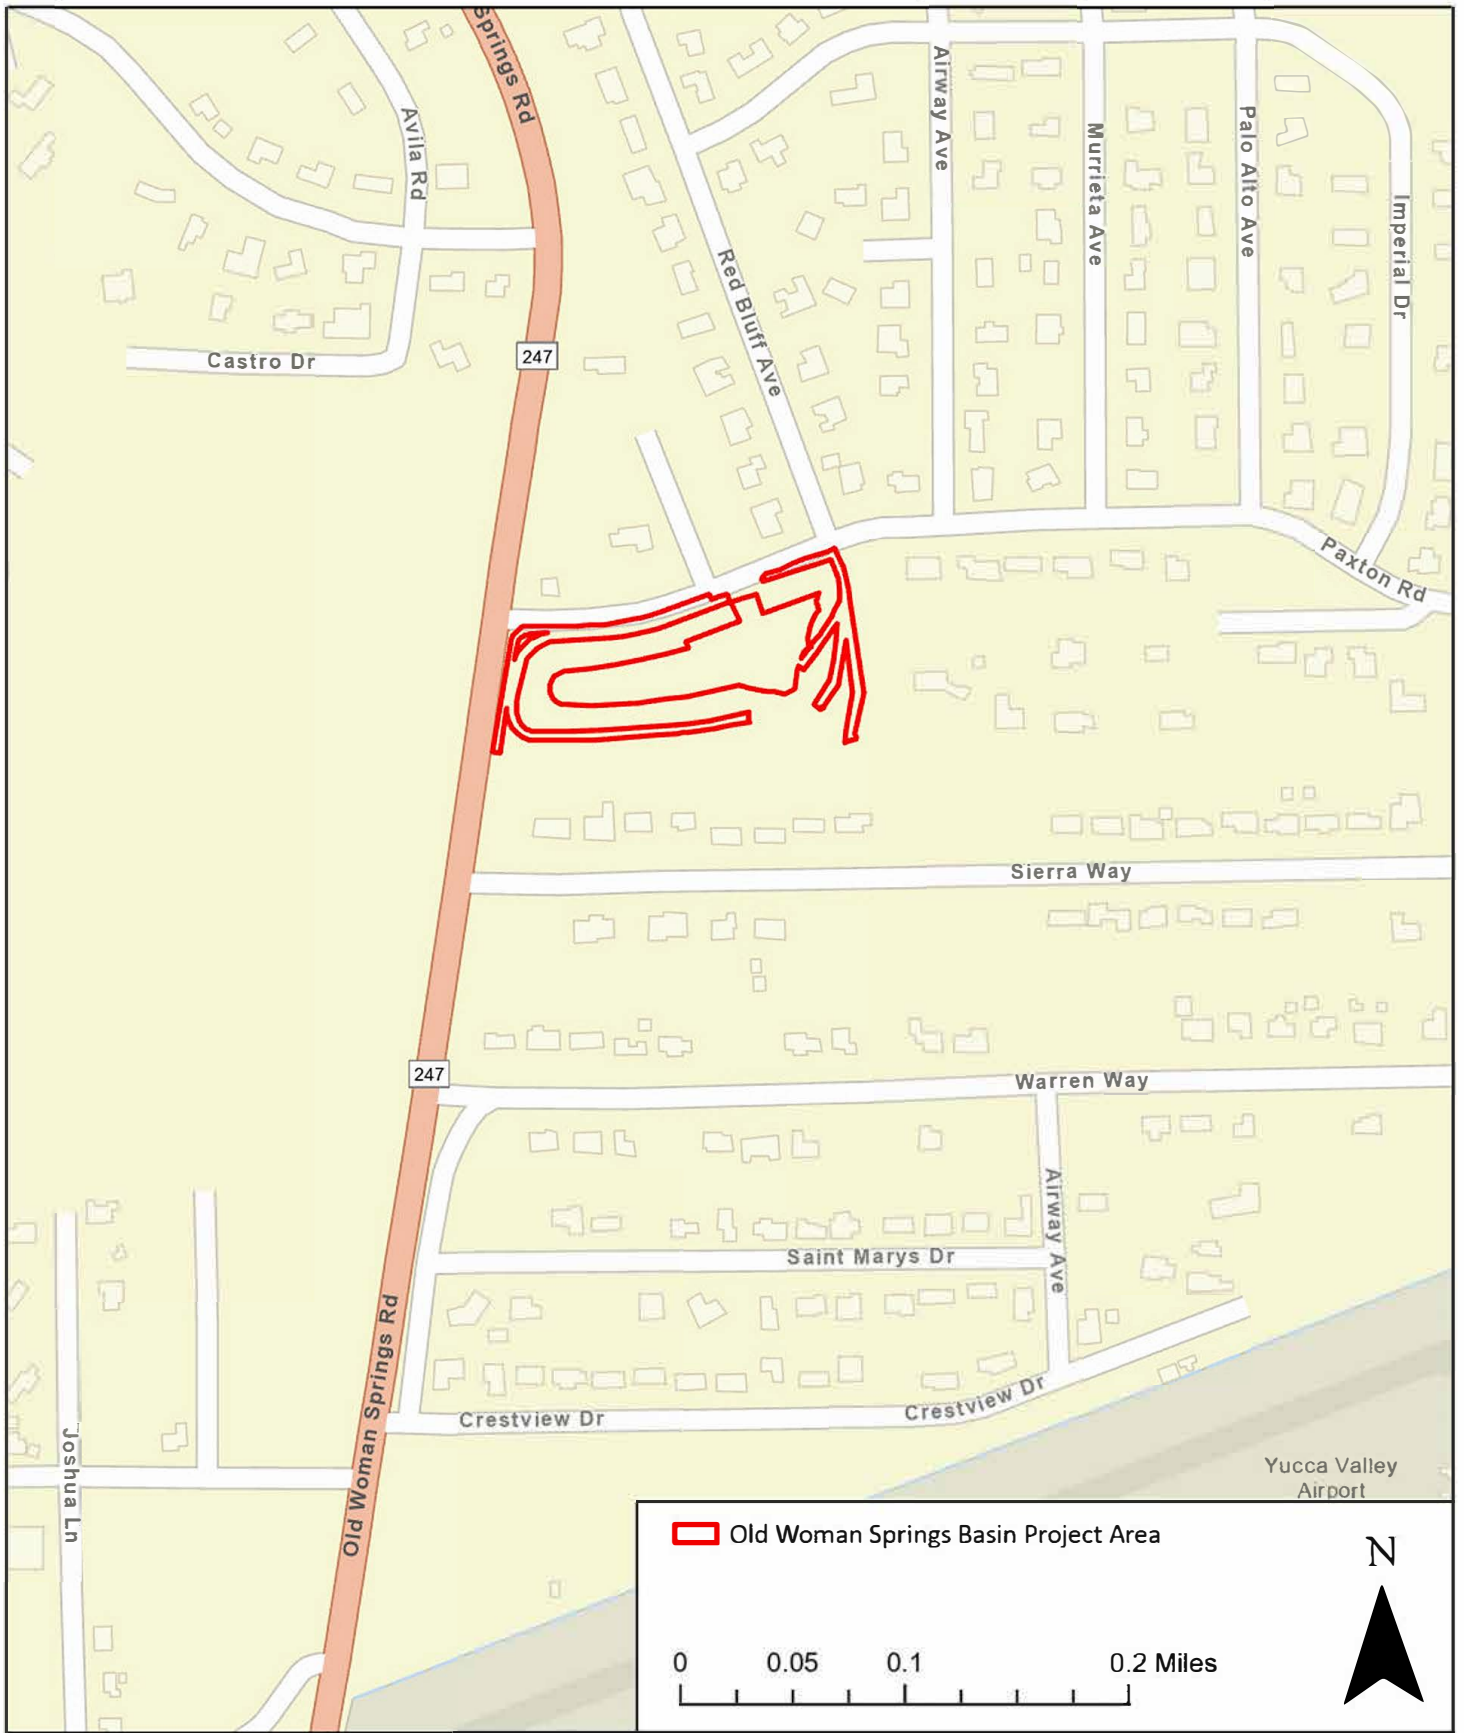 Springs Rd
Avila Rd
Airway Ave
Murrieta Ave
Palo Alto Ave
Imperial Dr
Red Bluff Ave
Castro Dr
247
Paxton Rd
Sierra Way
247
Warren Way
Airway Ave
Saint Marys Dr
Old Woman Springs Rd
Crestview Dr
Crestview Dr
Joshua Ln
Yucca Valley
Airport
Old Woman Springs Basin Project Area
N
0 0.05 0.1 0.2 Miles